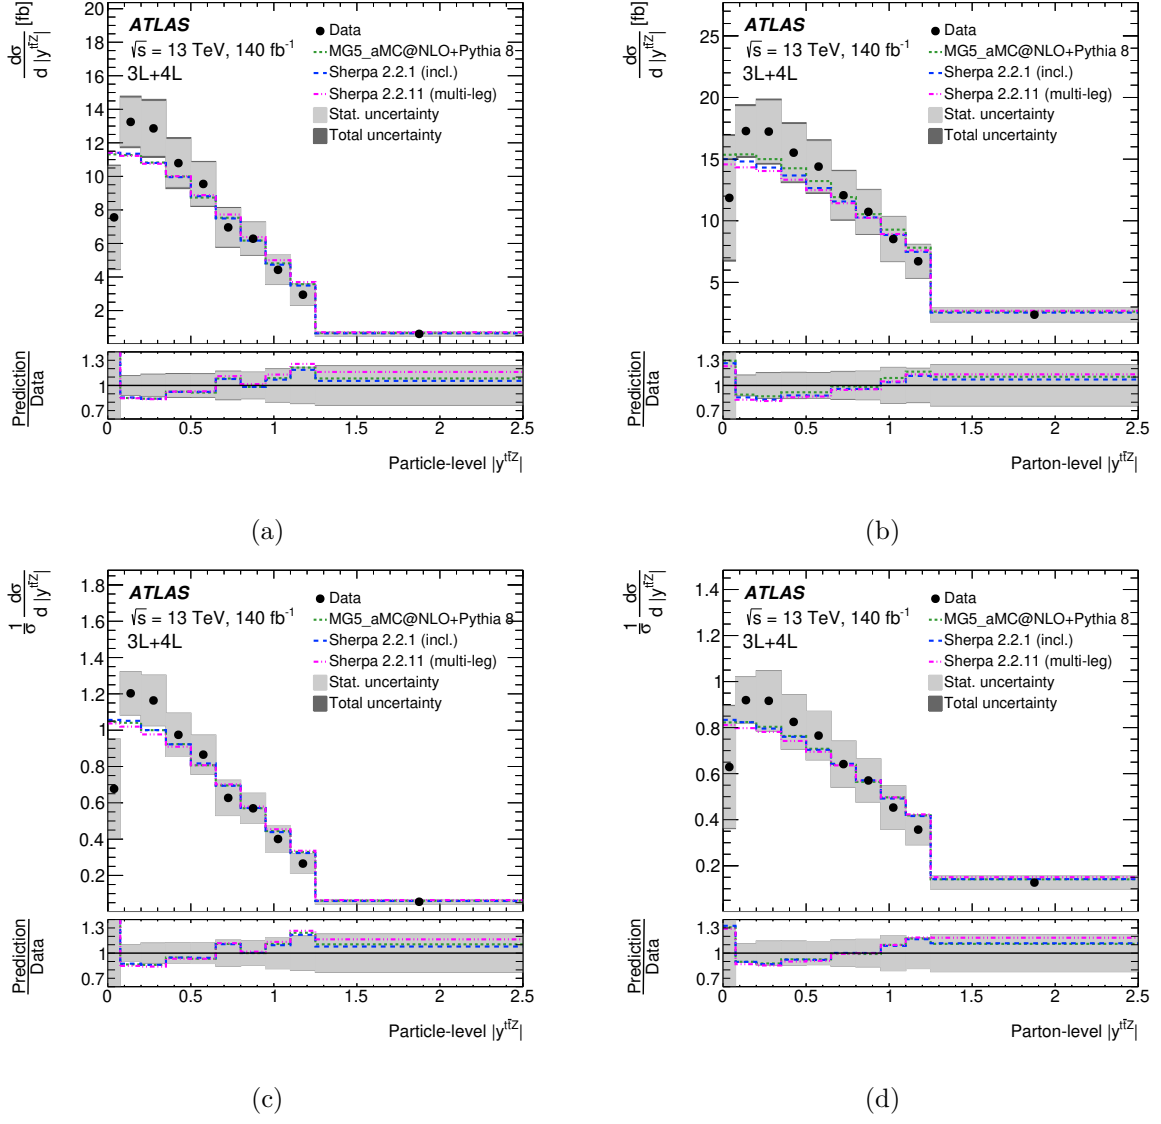 dσ
d |y^tt̄Z| [fb]
ATLAS
√s = 13 TeV, 140 fb⁻¹
3L+4L
Data
MG5_aMC@NLO+Pythia 8
Sherpa 2.2.1 (incl.)
Sherpa 2.2.11 (multi-leg)
Stat. uncertainty
Total uncertainty
20
18
16
14
12
10
8
6
4
2
Prediction
Data
1.3
1
0.7
0 0.5 1 1.5 2 2.5
Particle-level |y^tt̄Z|
(a)
dσ
d |y^tt̄Z| [fb]
ATLAS
√s = 13 TeV, 140 fb⁻¹
3L+4L
Data
MG5_aMC@NLO+Pythia 8
Sherpa 2.2.1 (incl.)
Sherpa 2.2.11 (multi-leg)
Stat. uncertainty
Total uncertainty
25
20
15
10
5
Prediction
Data
1.3
1
0.7
0 0.5 1 1.5 2 2.5
Parton-level |y^tt̄Z|
(b)
1 dσ
σ d |y^tt̄Z|
ATLAS
√s = 13 TeV, 140 fb⁻¹
3L+4L
Data
MG5_aMC@NLO+Pythia 8
Sherpa 2.2.1 (incl.)
Sherpa 2.2.11 (multi-leg)
Stat. uncertainty
Total uncertainty
1.8
1.6
1.4
1.2
1
0.8
0.6
0.4
0.2
Prediction
Data
1.3
1
0.7
0 0.5 1 1.5 2 2.5
Particle-level |y^tt̄Z|
(c)
1 dσ
σ d |y^tt̄Z|
ATLAS
√s = 13 TeV, 140 fb⁻¹
3L+4L
Data
MG5_aMC@NLO+Pythia 8
Sherpa 2.2.1 (incl.)
Sherpa 2.2.11 (multi-leg)
Stat. uncertainty
Total uncertainty
1.4
1.2
1
0.8
0.6
0.4
0.2
Prediction
Data
1.3
1
0.7
0 0.5 1 1.5 2 2.5
Parton-level |y^tt̄Z|
(d)